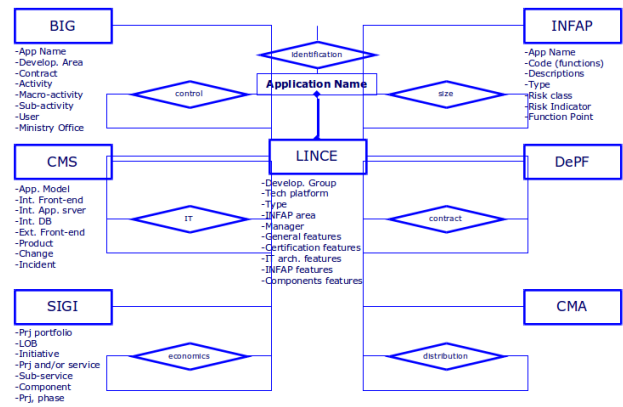 BIG
-App Name
-Develop. Area
-Contract
-Activity
-Macro-activity
-Sub-activity
-User
-Ministry Office
identification
Application Name
control
size
INFAP
-App Name
-Code (functions)
-Descriptions
-Type
-Risk class
-Risk Indicator
-Function Point
CMS
-App. Model
-Int. Front-end
-Int. App. srver
-Int. DB
-Ext. Front-end
-Product
-Change
-Incident
IT
LINCE
-Develop. Group
-Tech platform
-Type
-INFAP area
-Manager
-General features
-Certification features
-IT arch. features
-INFAP features
-Components features
contract
DePF
SIGI
-Prj portfolio
-LOB
-Initiative
-Prj and/or service
-Sub-service
-Component
-Prj, phase
economics
distribution
CMA